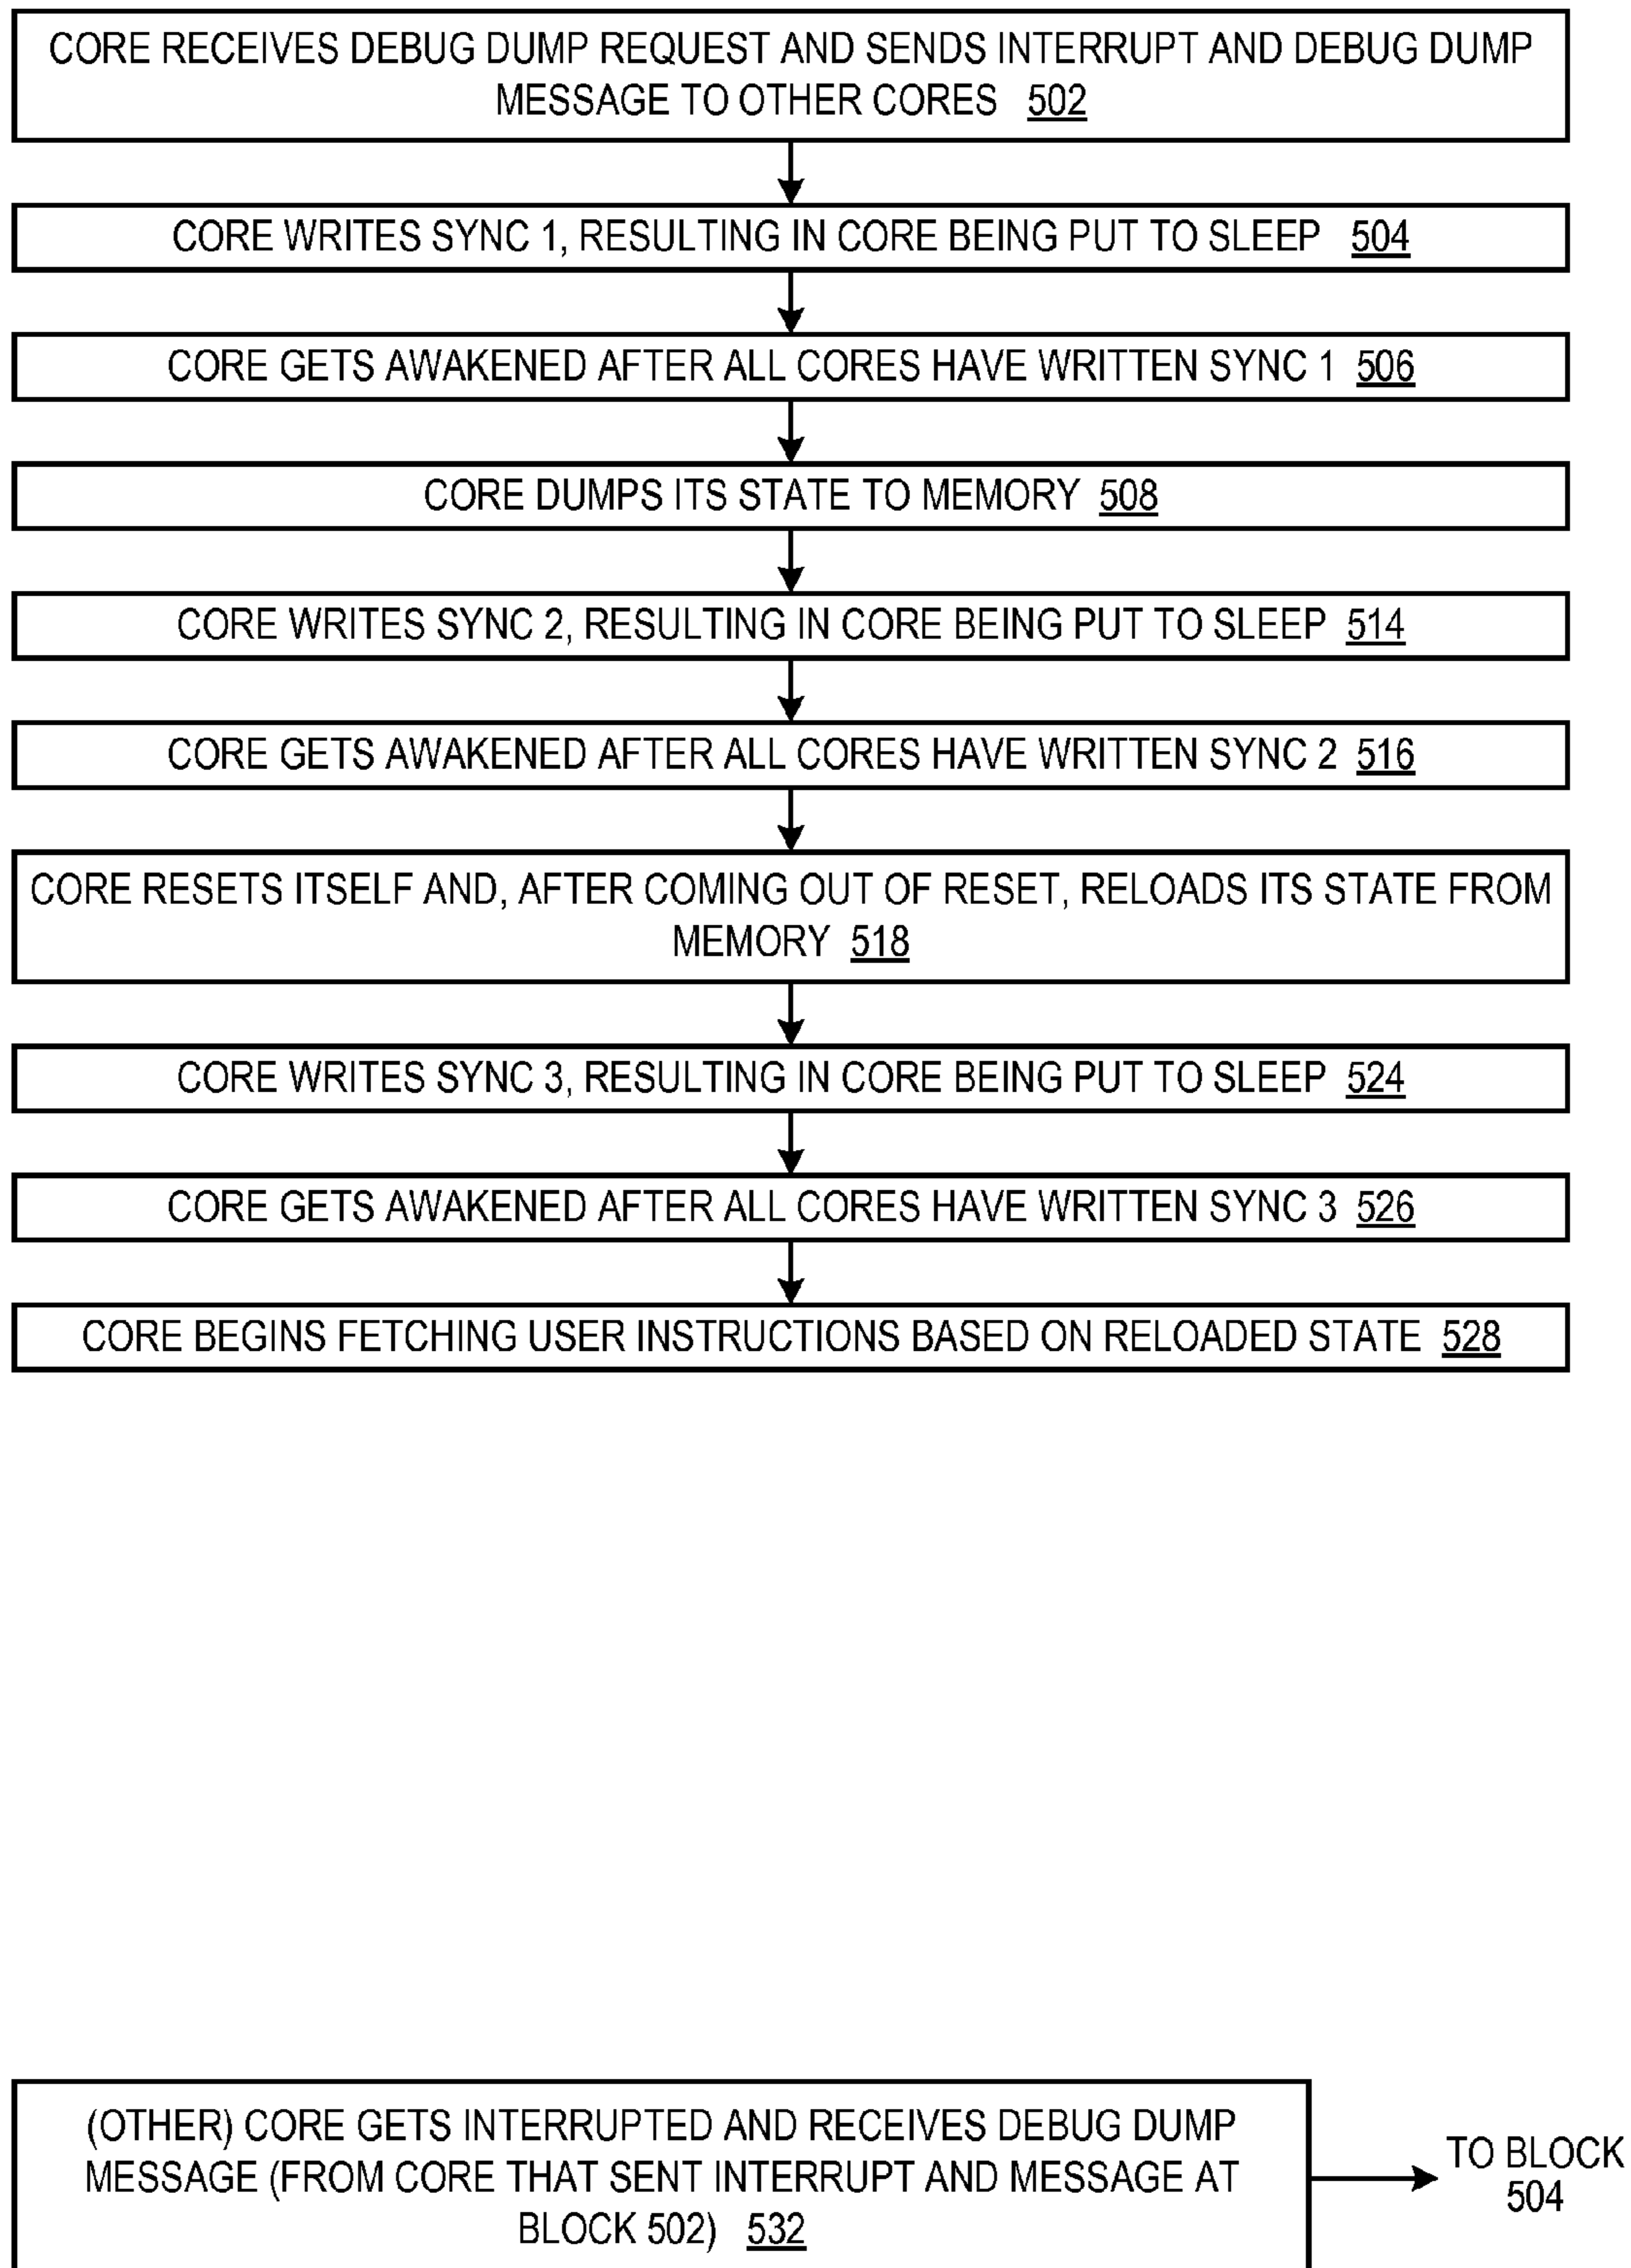 CORE RECEIVES DEBUG DUMP REQUEST AND SENDS INTERRUPT AND DEBUG DUMP
MESSAGE TO OTHER CORES 502
CORE WRITES SYNC 1, RESULTING IN CORE BEING PUT TO SLEEP 504
CORE GETS AWAKENED AFTER ALL CORES HAVE WRITTEN SYNC 1 506
CORE DUMPS ITS STATE TO MEMORY 508
CORE WRITES SYNC 2, RESULTING IN CORE BEING PUT TO SLEEP 514
CORE GETS AWAKENED AFTER ALL CORES HAVE WRITTEN SYNC 2 516
CORE RESETS ITSELF AND, AFTER COMING OUT OF RESET, RELOADS ITS STATE FROM
MEMORY 518
CORE WRITES SYNC 3, RESULTING IN CORE BEING PUT TO SLEEP 524
CORE GETS AWAKENED AFTER ALL CORES HAVE WRITTEN SYNC 3 526
CORE BEGINS FETCHING USER INSTRUCTIONS BASED ON RELOADED STATE 528
(OTHER) CORE GETS INTERRUPTED AND RECEIVES DEBUG DUMP
MESSAGE (FROM CORE THAT SENT INTERRUPT AND MESSAGE AT
BLOCK 502) 532
TO BLOCK
504